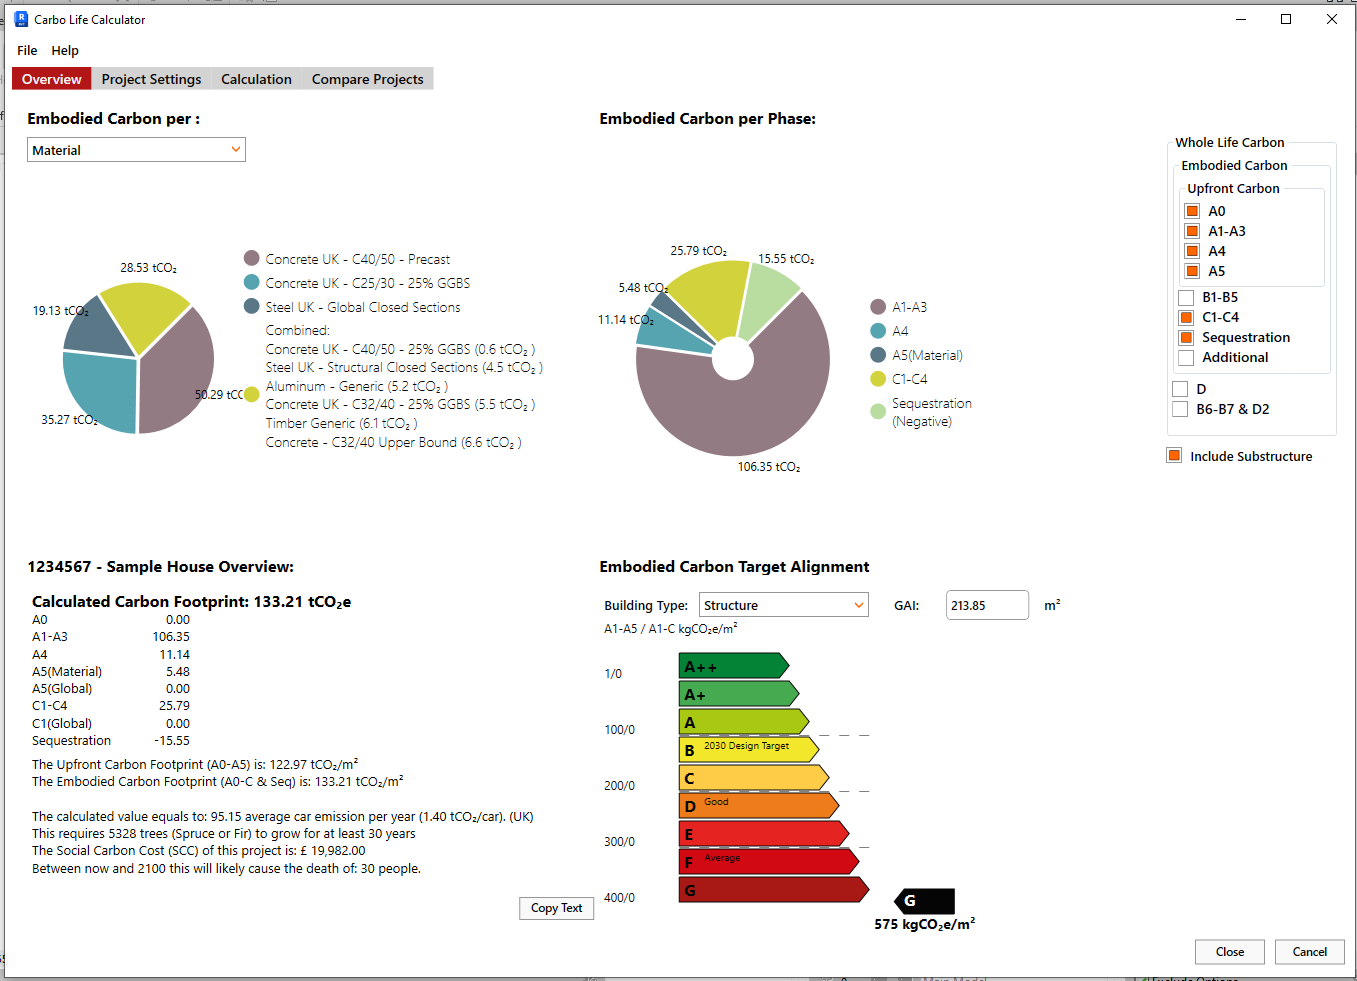 Carbo Life Calculator
File Help
Overview Project Settings Calculation Compare Projects
Embodied Carbon per :
Material
28.53 tCO₂
19.13 tCO₂
35.27 tCO₂
50.29 tCC
Concrete UK - C40/50 - Precast
Concrete UK - C25/30 - 25% GGBS
Steel UK - Global Closed Sections
Combined:
Concrete UK - C40/50 - 25% GGBS (0.6 tCO₂ )
Steel UK - Structural Closed Sections (4.5 tCO₂ )
Aluminum - Generic (5.2 tCO₂ )
Concrete UK - C32/40 - 25% GGBS (5.5 tCO₂ )
Timber Generic (6.1 tCO₂ )
Concrete - C32/40 Upper Bound (6.6 tCO₂ )
Embodied Carbon per Phase:
25.79 tCO₂
15.55 tCO₂
5.48 tCO₂
11.14 tCO₂
106.35 tCO₂
A1-A3
A4
A5(Material)
C1-C4
Sequestration
(Negative)
Whole Life Carbon
Embodied Carbon
Upfront Carbon
A0
A1-A3
A4
A5
B1-B5
C1-C4
Sequestration
Additional
D
B6-B7 & D2
Include Substructure
1234567 - Sample House Overview:
Calculated Carbon Footprint: 133.21 tCO₂e
A0 0.00
A1-A3 106.35
A4 11.14
A5(Material) 5.48
A5(Global) 0.00
C1-C4 25.79
C1(Global) 0.00
Sequestration -15.55
The Upfront Carbon Footprint (A0-A5) is: 122.97 tCO₂/m²
The Embodied Carbon Footprint (A0-C & Seq) is: 133.21 tCO₂/m²
The calculated value equals to: 95.15 average car emission per year (1.40 tCO₂/car). (UK)
This requires 5328 trees (Spruce or Fir) to grow for at least 30 years
The Social Carbon Cost (SCC) of this project is: £ 19,982.00
Between now and 2100 this will likely cause the death of: 30 people.
Copy Text
Embodied Carbon Target Alignment
Building Type: Structure GAI: 213.85 m²
A1-A5 / A1-C kgCO₂e/m²
1/0
100/0
200/0
300/0
400/0
A++
A+
A
B 2030 Design Target
C
D Good
E
F Average
G
G
575 kgCO₂e/m²
Close Cancel